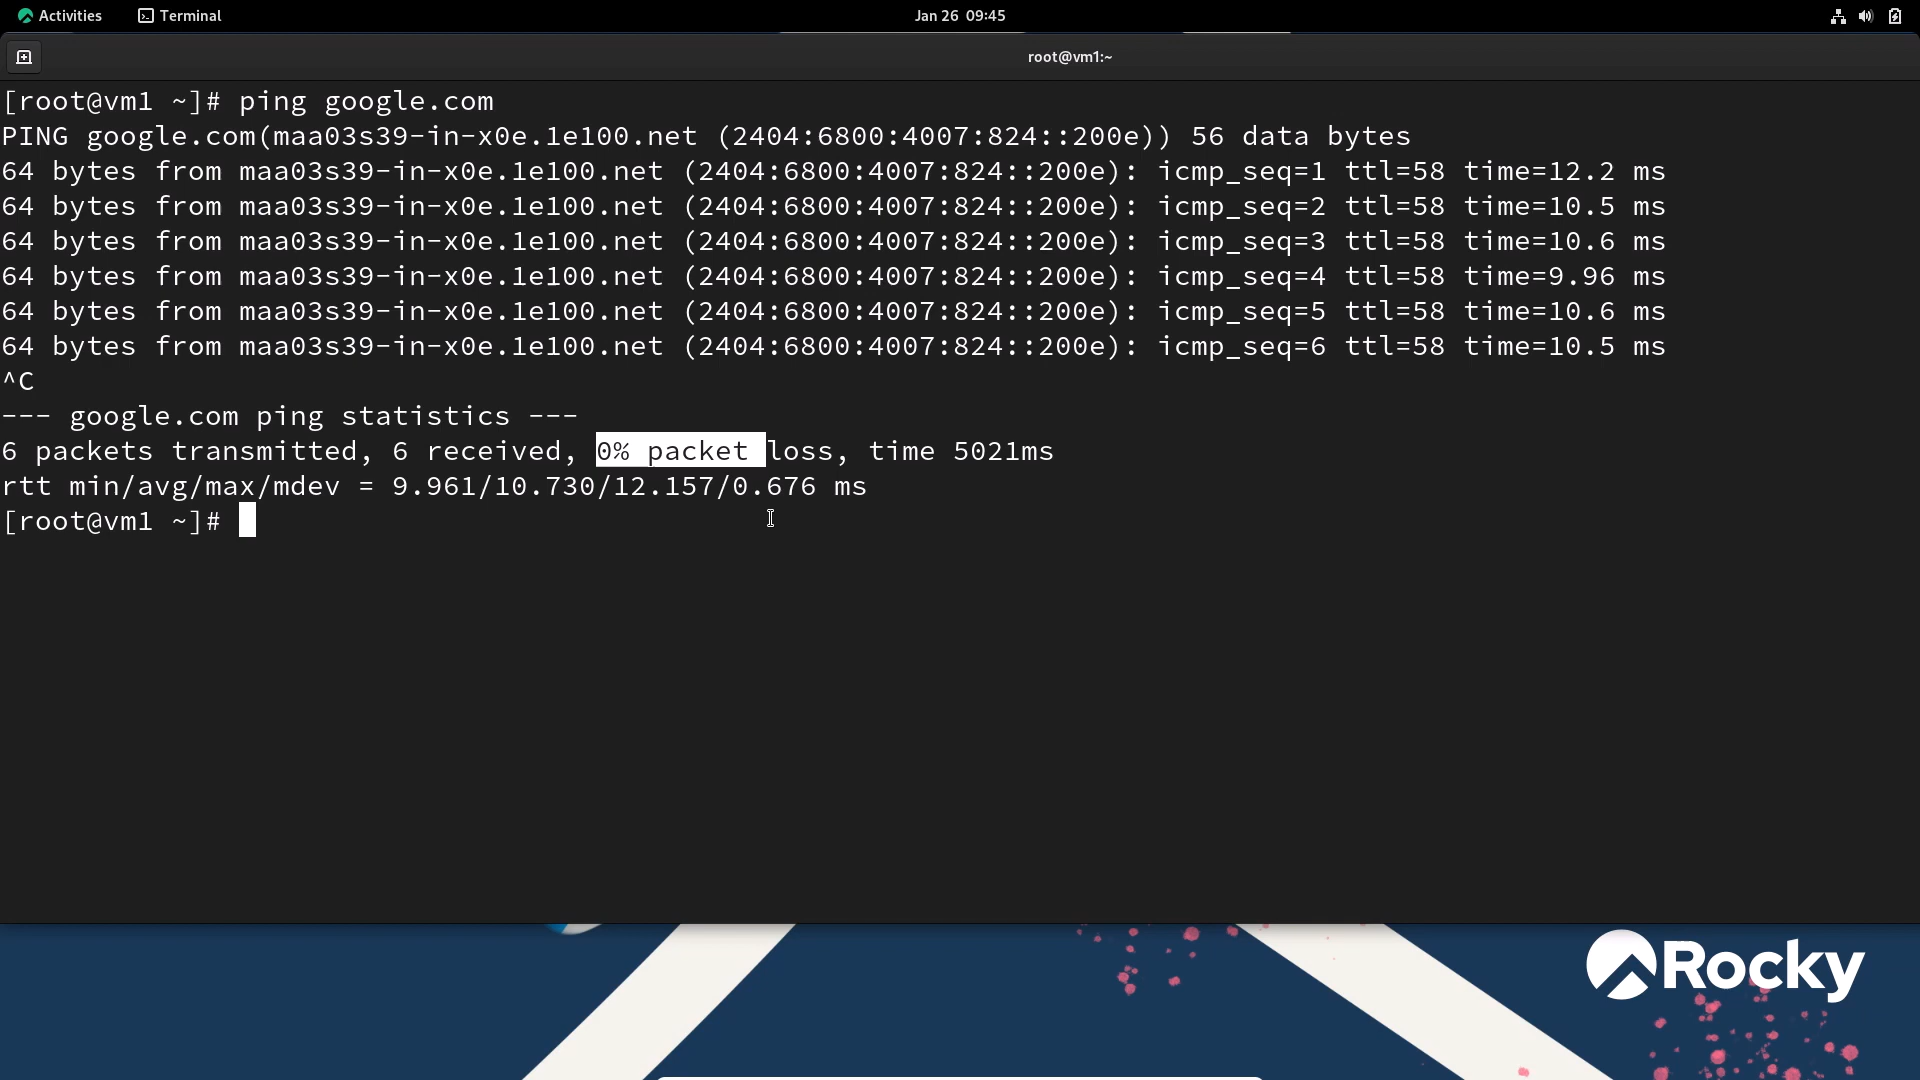 Activities Terminal Jan 26 09:45
root@vm1:~
[root@vm1 ~]# ping google.com
PING google.com(maa03s39-in-x0e.1e100.net (2404:6800:4007:824::200e)) 56 data bytes
64 bytes from maa03s39-in-x0e.1e100.net (2404:6800:4007:824::200e): icmp_seq=1 ttl=58 time=12.2 ms
64 bytes from maa03s39-in-x0e.1e100.net (2404:6800:4007:824::200e): icmp_seq=2 ttl=58 time=10.5 ms
64 bytes from maa03s39-in-x0e.1e100.net (2404:6800:4007:824::200e): icmp_seq=3 ttl=58 time=10.6 ms
64 bytes from maa03s39-in-x0e.1e100.net (2404:6800:4007:824::200e): icmp_seq=4 ttl=58 time=9.96 ms
64 bytes from maa03s39-in-x0e.1e100.net (2404:6800:4007:824::200e): icmp_seq=5 ttl=58 time=10.6 ms
64 bytes from maa03s39-in-x0e.1e100.net (2404:6800:4007:824::200e): icmp_seq=6 ttl=58 time=10.5 ms
^C
--- google.com ping statistics ---
6 packets transmitted, 6 received, 0% packet loss, time 5021ms
rtt min/avg/max/mdev = 9.961/10.730/12.157/0.676 ms
[root@vm1 ~]#
Rocky